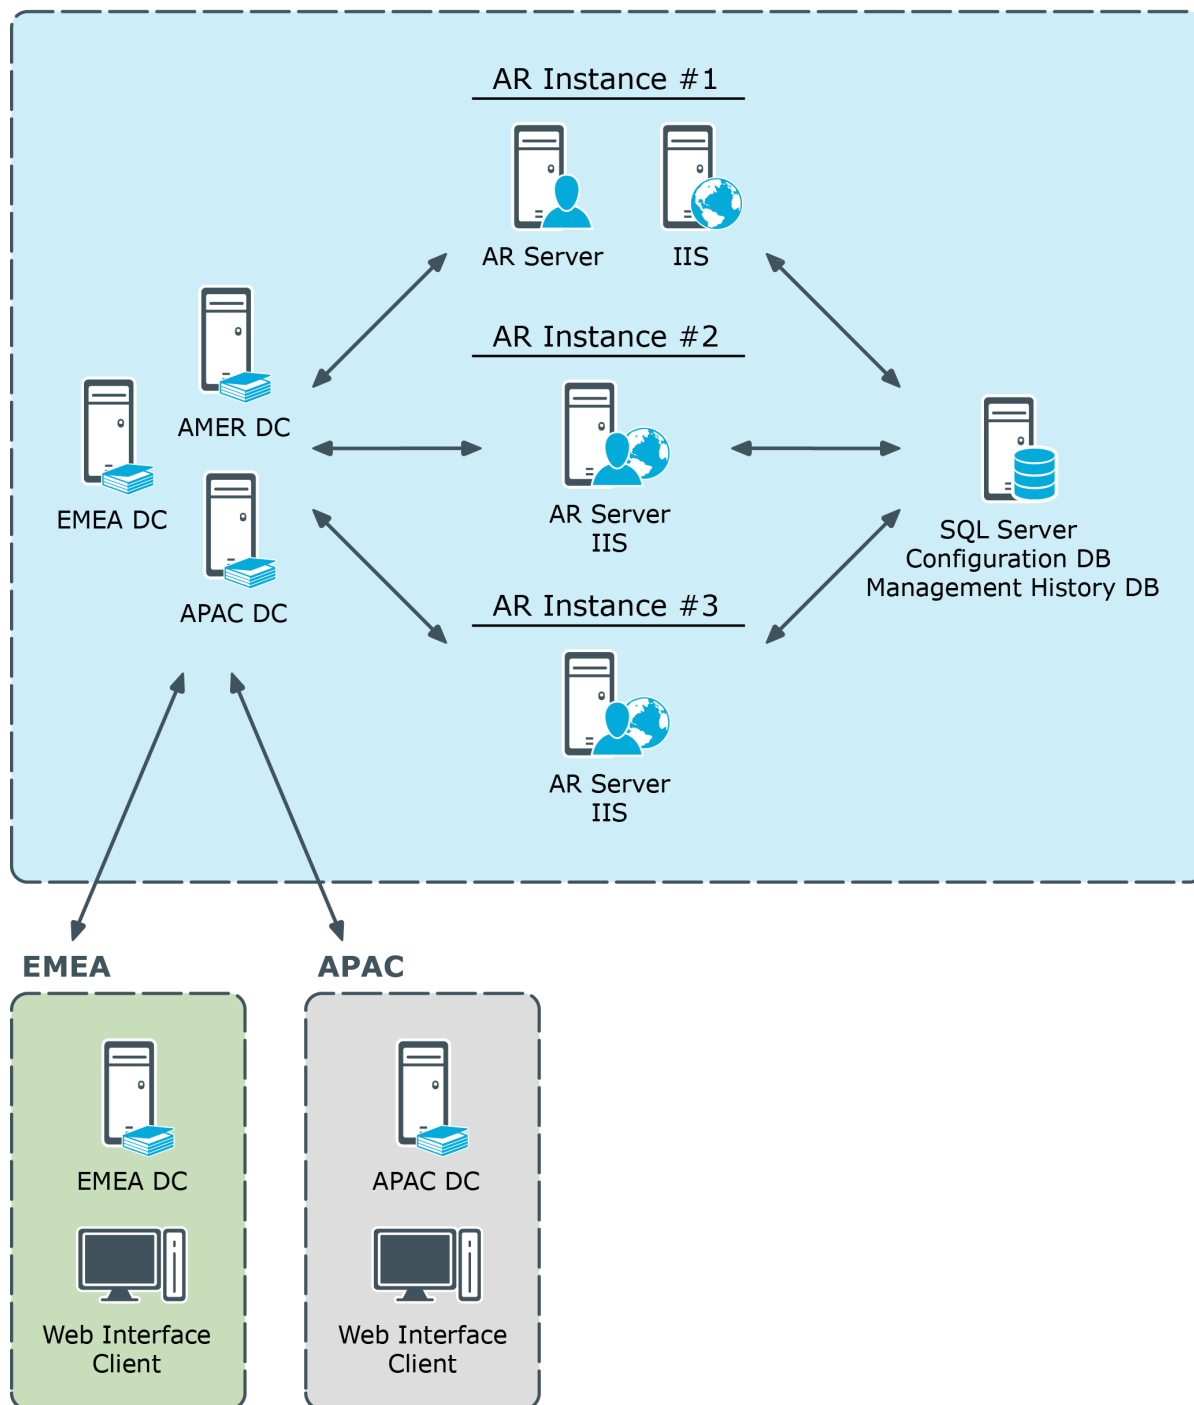 AR Instance #1
AR Server
IIS
AR Instance #2
AMER DC
EMEA DC
AR Server
IIS
SQL Server
Configuration DB
Management History DB
APAC DC
AR Instance #3
AR Server
IIS
EMEA
APAC
EMEA DC
APAC DC
Web Interface
Client
Web Interface
Client